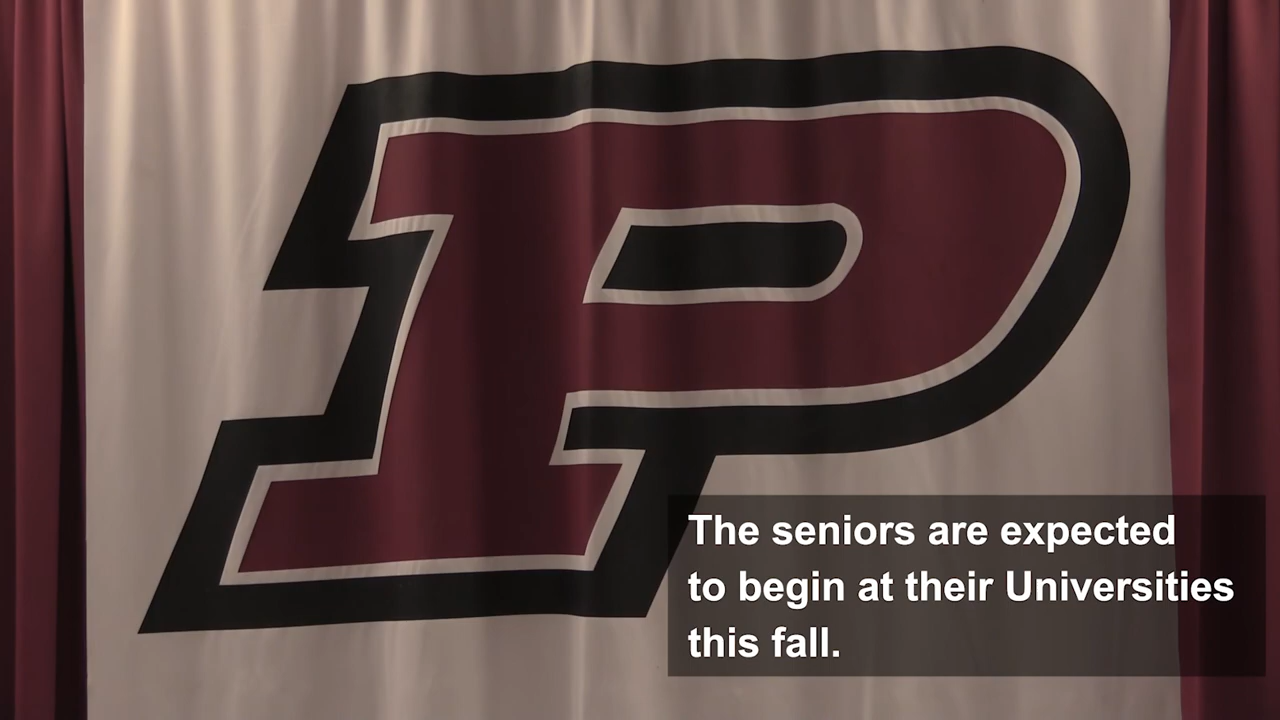 P
The seniors are expected
to begin at their Universities
this fall.